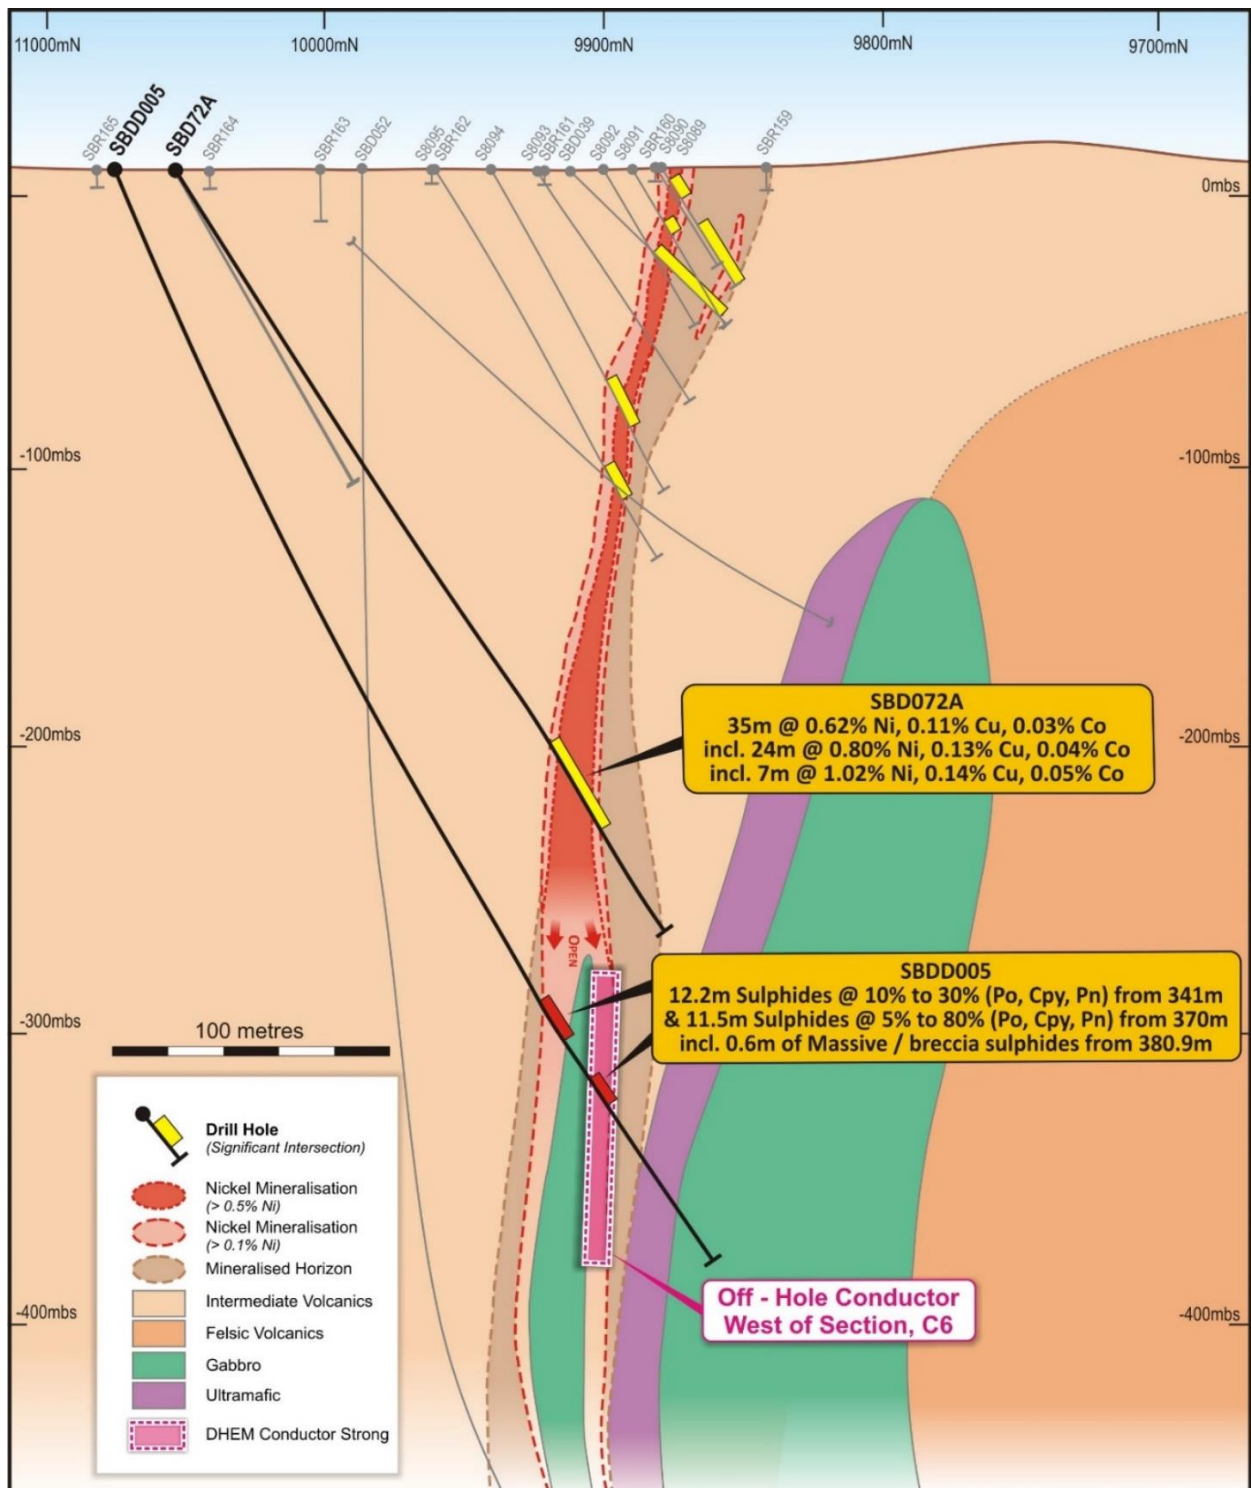 11000mN
10000mN
9900mN
9800mN
9700mN
SBR165
SBDD005
SBD72A
SBR164
SBR163
SBD052
S8095
SBR162
S8094
S8093
SBR161
SBD039
S8092
S8091
SBR160
S8090
S8089
SBR159
0mbs
-100mbs
-100mbs
SBD072A
35m @ 0.62% Ni, 0.11% Cu, 0.03% Co
incl. 24m @ 0.80% Ni, 0.13% Cu, 0.04% Co
incl. 7m @ 1.02% Ni, 0.14% Cu, 0.05% Co
-200mbs
-200mbs
OPEN
SBDD005
12.2m Sulphides @ 10% to 30% (Po, Cpy, Pn) from 341m
& 11.5m Sulphides @ 5% to 80% (Po, Cpy, Pn) from 370m
incl. 0.6m of Massive / breccia sulphides from 380.9m
-300mbs
100 metres
Drill Hole
(Significant Intersection)
Nickel Mineralisation
(> 0.5% Ni)
Nickel Mineralisation
(> 0.1% Ni)
Mineralised Horizon
Intermediate Volcanics
Felsic Volcanics
Gabbro
Ultramafic
DHEM Conductor Strong
Off - Hole Conductor
West of Section, C6
-400mbs
-400mbs